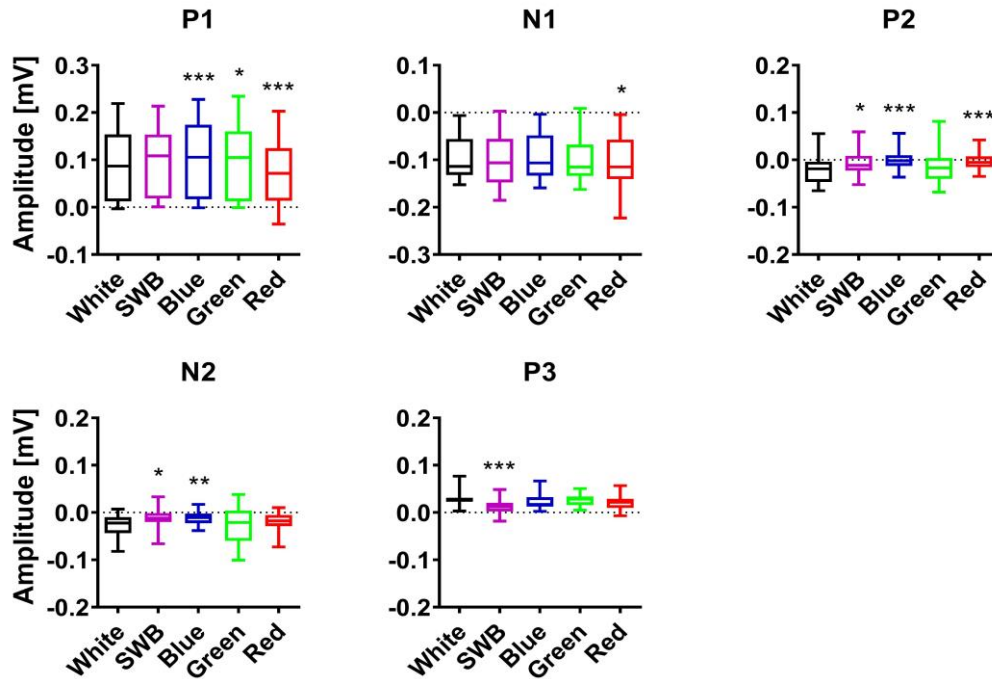 P1
Amplitude [mV]
0.3
0.2
0.1
0.0
-0.1
***
*
***
White
SWB
Blue
Green
Red
N1
0.1
0.0
-0.1
-0.2
-0.3
*
White
SWB
Blue
Green
Red
P2
0.2
0.1
0.0
-0.1
-0.2
*
***
***
White
SWB
Blue
Green
Red
N2
Amplitude [mV]
0.2
0.1
0.0
-0.1
-0.2
*
**
White
SWB
Blue
Green
Red
P3
0.2
0.1
0.0
-0.1
-0.2
***
White
SWB
Blue
Green
Red